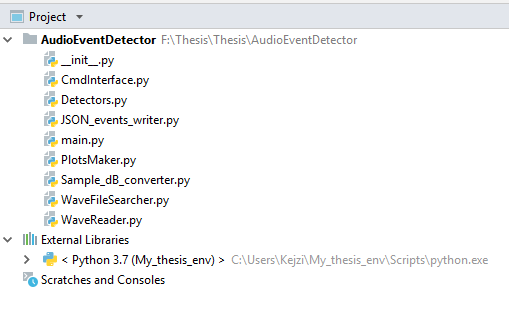 Project
AudioEventDetector F:\Thesis\Thesis\AudioEventDetector
__init__.py
CmdInterface.py
Detectors.py
JSON_events_writer.py
main.py
PlotsMaker.py
Sample_dB_converter.py
WaveFileSearcher.py
WaveReader.py
External Libraries
< Python 3.7 (My_thesis_env) > C:\Users\Kejzi\My_thesis_env\Scripts\python.exe
Scratches and Consoles